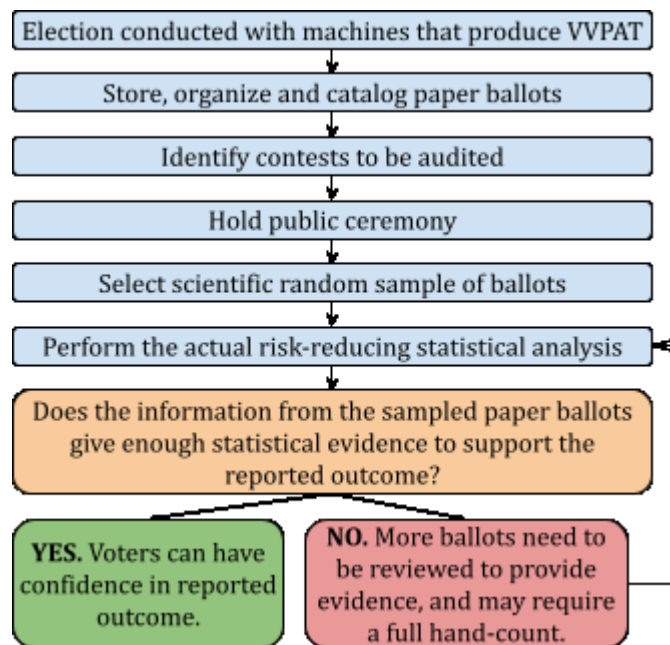 Election conducted with machines that produce VVPAT
Store, organize and catalog paper ballots
Identify contests to be audited
Hold public ceremony
Select scientific random sample of ballots
Perform the actual risk-reducing statistical analysis
Does the information from the sampled paper ballots
give enough statistical evidence to support the
reported outcome?
YES. Voters can have
confidence in reported
outcome.
NO. More ballots need to
be reviewed to provide
evidence, and may require
a full hand-count.